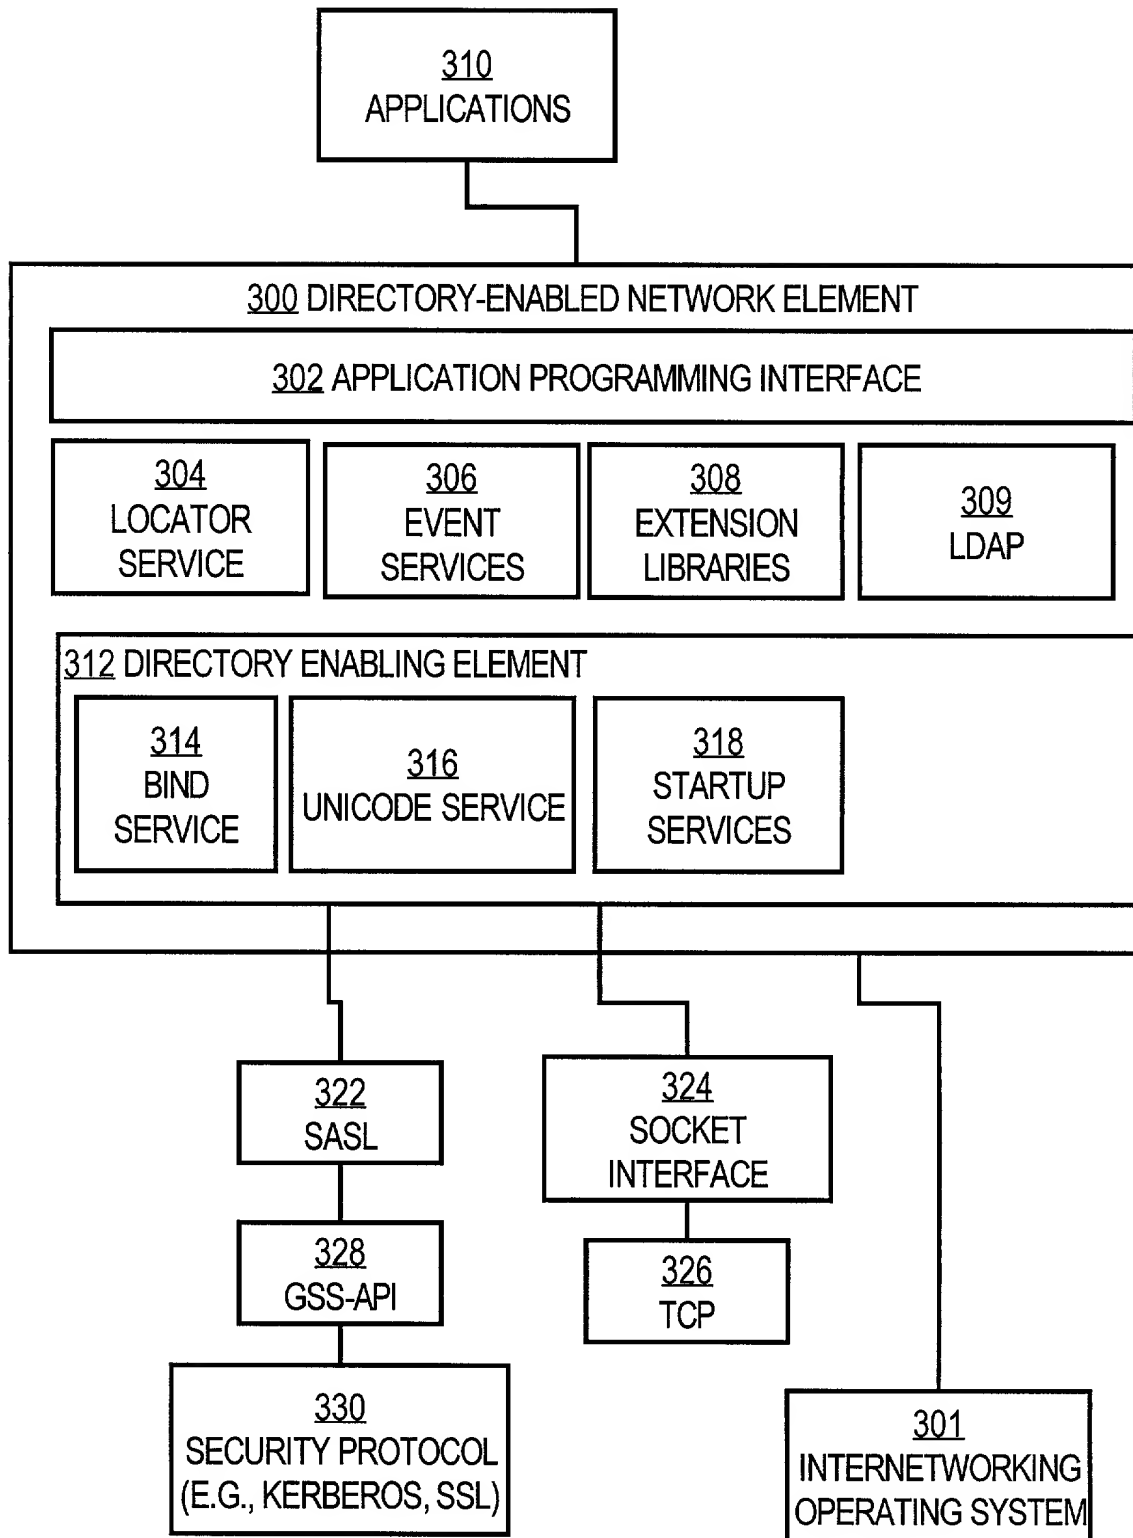 310
APPLICATIONS
300 DIRECTORY-ENABLED NETWORK ELEMENT
302 APPLICATION PROGRAMMING INTERFACE
304
LOCATOR
SERVICE
306
EVENT
SERVICES
308
EXTENSION
LIBRARIES
309
LDAP
312 DIRECTORY ENABLING ELEMENT
314
BIND
SERVICE
316
UNICODE SERVICE
318
STARTUP
SERVICES
322
SASL
324
SOCKET
INTERFACE
328
GSS-API
326
TCP
330
SECURITY PROTOCOL
(E.G., KERBEROS, SSL)
301
INTERNETWORKING
OPERATING SYSTEM